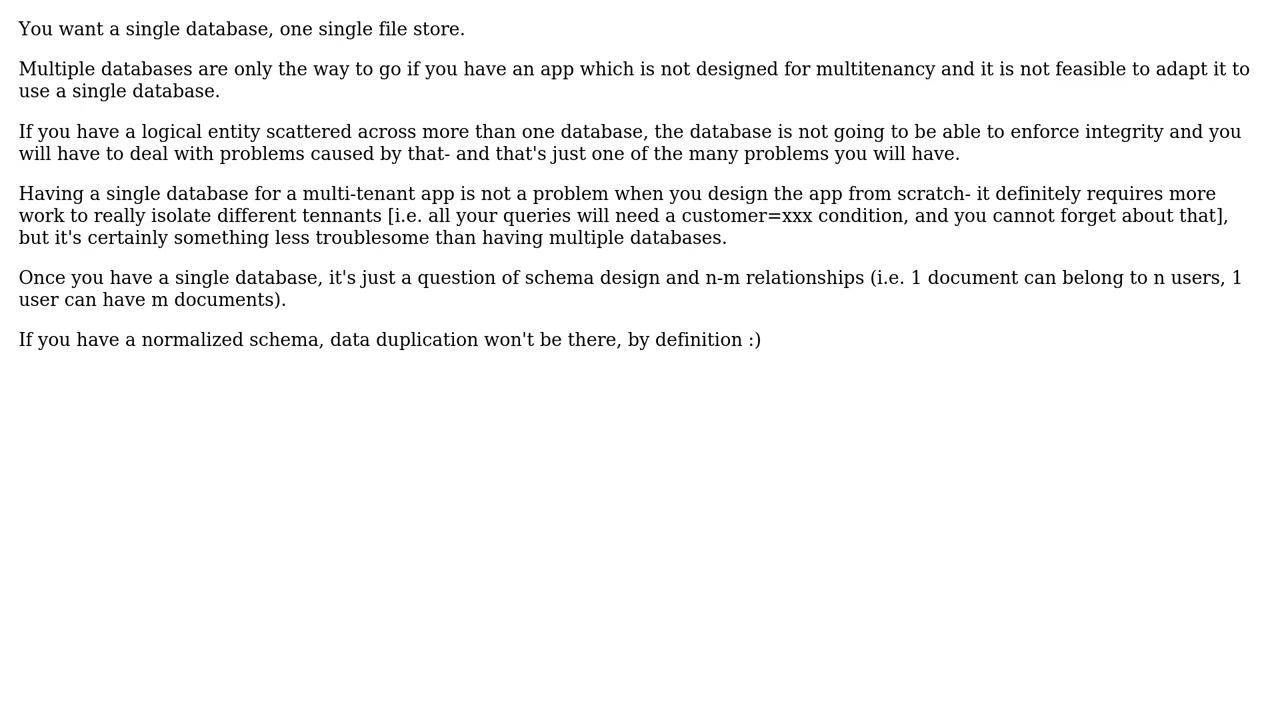 You want a single database, one single file store.
Multiple databases are only the way to go if you have an app which is not designed for multitenancy and it is not feasible to adapt it to
use a single database.
If you have a logical entity scattered across more than one database, the database is not going to be able to enforce integrity and you
will have to deal with problems caused by that- and that's just one of the many problems you will have.
Having a single database for a multi-tenant app is not a problem when you design the app from scratch- it definitely requires more
work to really isolate different tennants [i.e. all your queries will need a customer=xxx condition, and you cannot forget about that],
but it's certainly something less troublesome than having multiple databases.
Once you have a single database, it's just a question of schema design and n-m relationships (i.e. 1 document can belong to n users, 1
user can have m documents).
If you have a normalized schema, data duplication won't be there, by definition :)